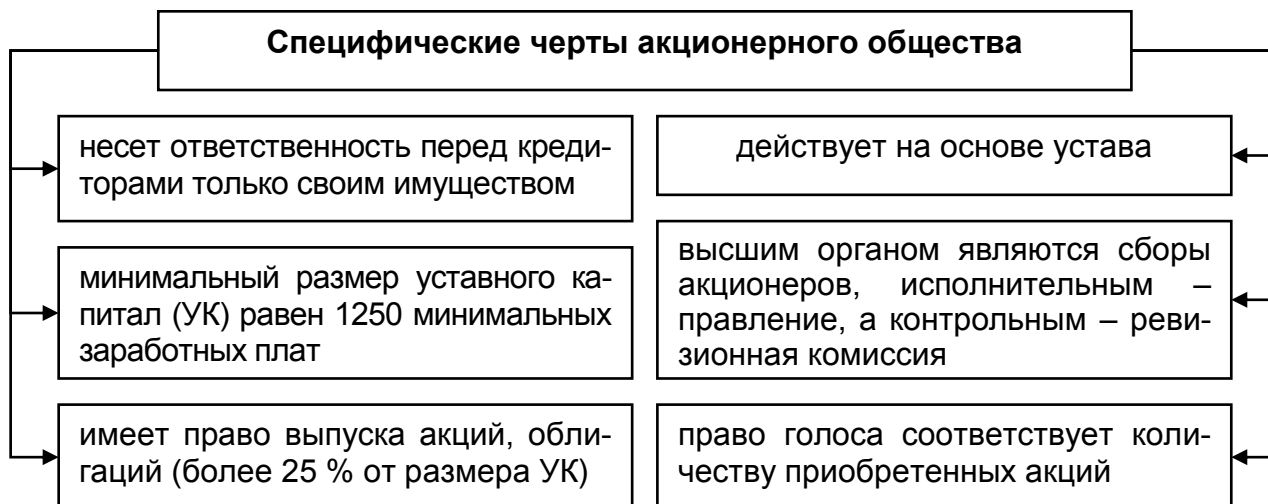 Специфические черты акционерного общества
несет ответственность перед креди-
торами только своим имуществом
действует на основе устава
минимальный размер уставного ка-
питал (УК) равен 1250 минимальных
заработных плат
высшим органом являются сборы
акционеров, исполнительным –
правление, а контрольным – реви-
зионная комиссия
имеет право выпуска акций, обли-
гаций (более 25 % от размера УК)
право голоса соответствует коли-
честву приобретенных акций